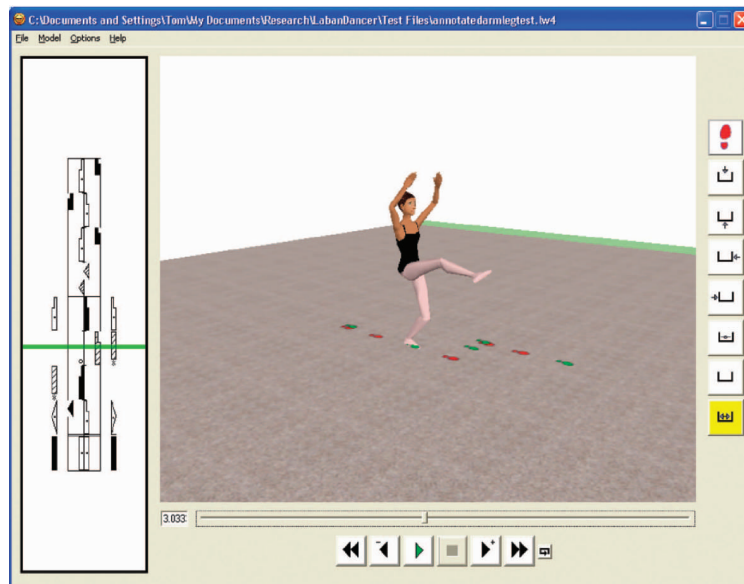 C:\Documents and Settings\Tom\My Documents\Research\LabanDancer\Test Files\annotatedarmlegtest.lw4
File Model Options Help
3.033